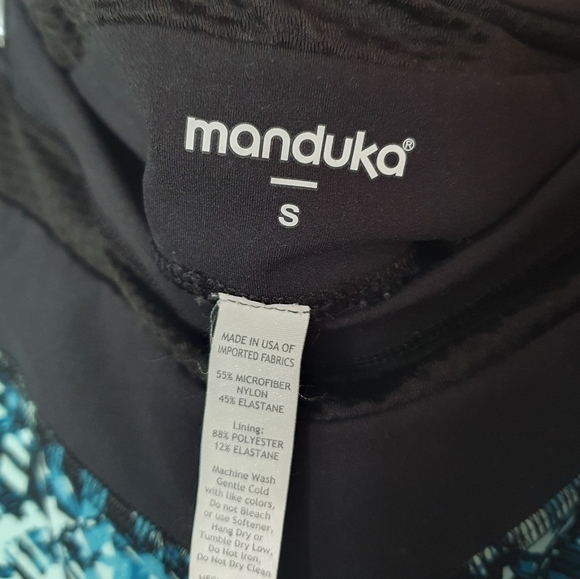 manduka®
S
MADE IN USA OF
IMPORTED FABRICS
55% MICROFIBER
NYLON
45% ELASTANE
Lining:
88% POLYESTER
12% ELASTANE
Machine Wash
Gentle Cold
with like colors,
Do not Bleach
or use Softener,
Hang Dry or
Tumble Dry Low,
Do Not Iron,
Do Not Dry Clean